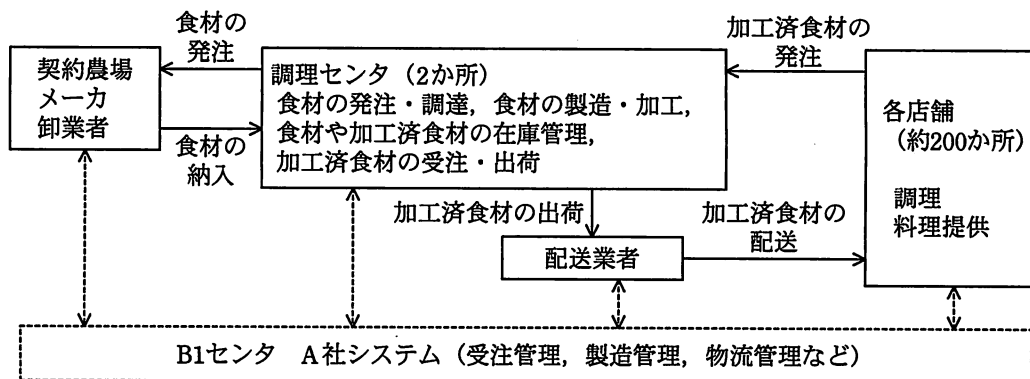 食材の
発注
加工済食材の
発注
契約農場
メーカ
卸業者
調理センタ（2か所）
食材の発注・調達，食材の製造・加工，
食材や加工済食材の在庫管理，
加工済食材の受注・出荷
各店舗
（約200か所）
調理
料理提供
食材の
納入
加工済食材の出荷
加工済食材の
配送
配送業者
B1センタ　A社システム（受注管理，製造管理，物流管理など）